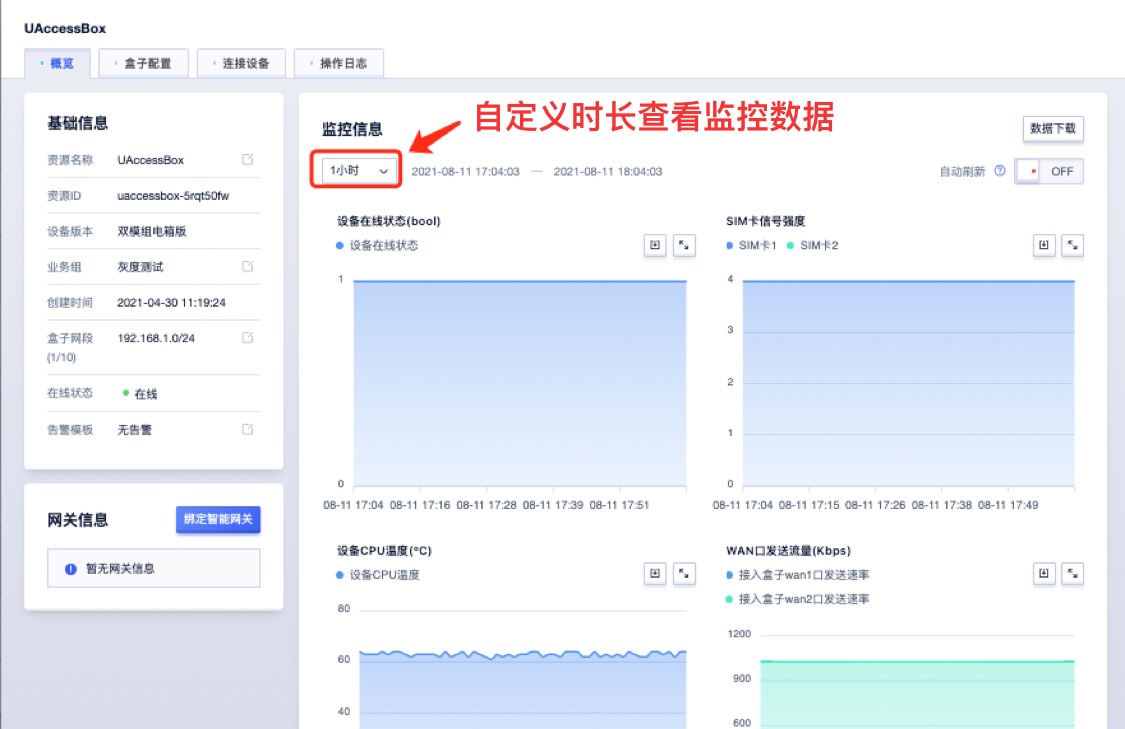 UAccessBox
概览
盒子配置
连接设备
操作日志
基础信息
资源名称 UAccessBox
资源ID uaccessbox-5rqt50fw
设备版本 双模组电箱版
业务组 灰度测试
创建时间 2021-04-30 11:19:24
盒子网段 192.168.1.0/24
(1/10)
在线状态 在线
告警模板 无告警
网关信息
绑定智能网关
暂无网关信息
监控信息
自定义时长查看监控数据
数据下载
1小时
2021-08-11 17:04:03 — 2021-08-11 18:04:03
自动刷新
OFF
设备在线状态(bool)
设备在线状态
1
0
08-11 17:04 08-11 17:16 08-11 17:28 08-11 17:39 08-11 17:51
SIM卡信号强度
SIM卡1 SIM卡2
4
3
2
1
0
08-11 17:04 08-11 17:15 08-11 17:26 08-11 17:38 08-11 17:49
设备CPU温度(°C)
设备CPU温度
80
60
40
WAN口发送流量(Kbps)
接入盒子wan1口发送速率
接入盒子wan2口发送速率
1200
900
600